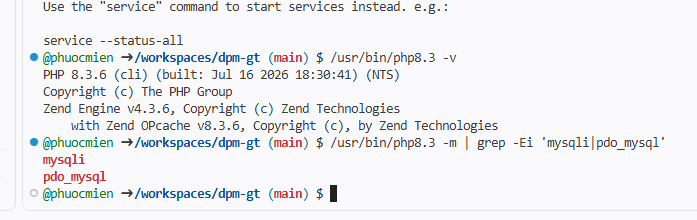 Use the "service" command to start services instead. e.g.:
service --status-all
@phuocmien ➜/workspaces/dpm-gt (main) $ /usr/bin/php8.3 -v
PHP 8.3.6 (cli) (built: Jul 16 2026 18:30:41) (NTS)
Copyright (c) The PHP Group
Zend Engine v4.3.6, Copyright (c) Zend Technologies
with Zend OPcache v8.3.6, Copyright (c), by Zend Technologies
@phuocmien ➜/workspaces/dpm-gt (main) $ /usr/bin/php8.3 -m | grep -Ei 'mysqli|pdo_mysql'
mysqli
pdo_mysql
@phuocmien ➜/workspaces/dpm-gt (main) $